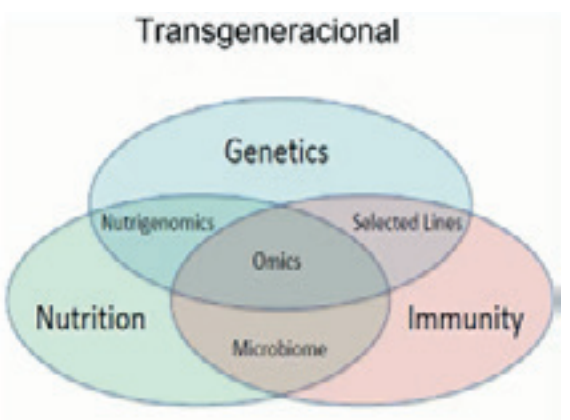 Transgeneracional
Genetics
Nutrigenomics
Selected Lines
Omics
Nutrition
Immunity
Microbiome